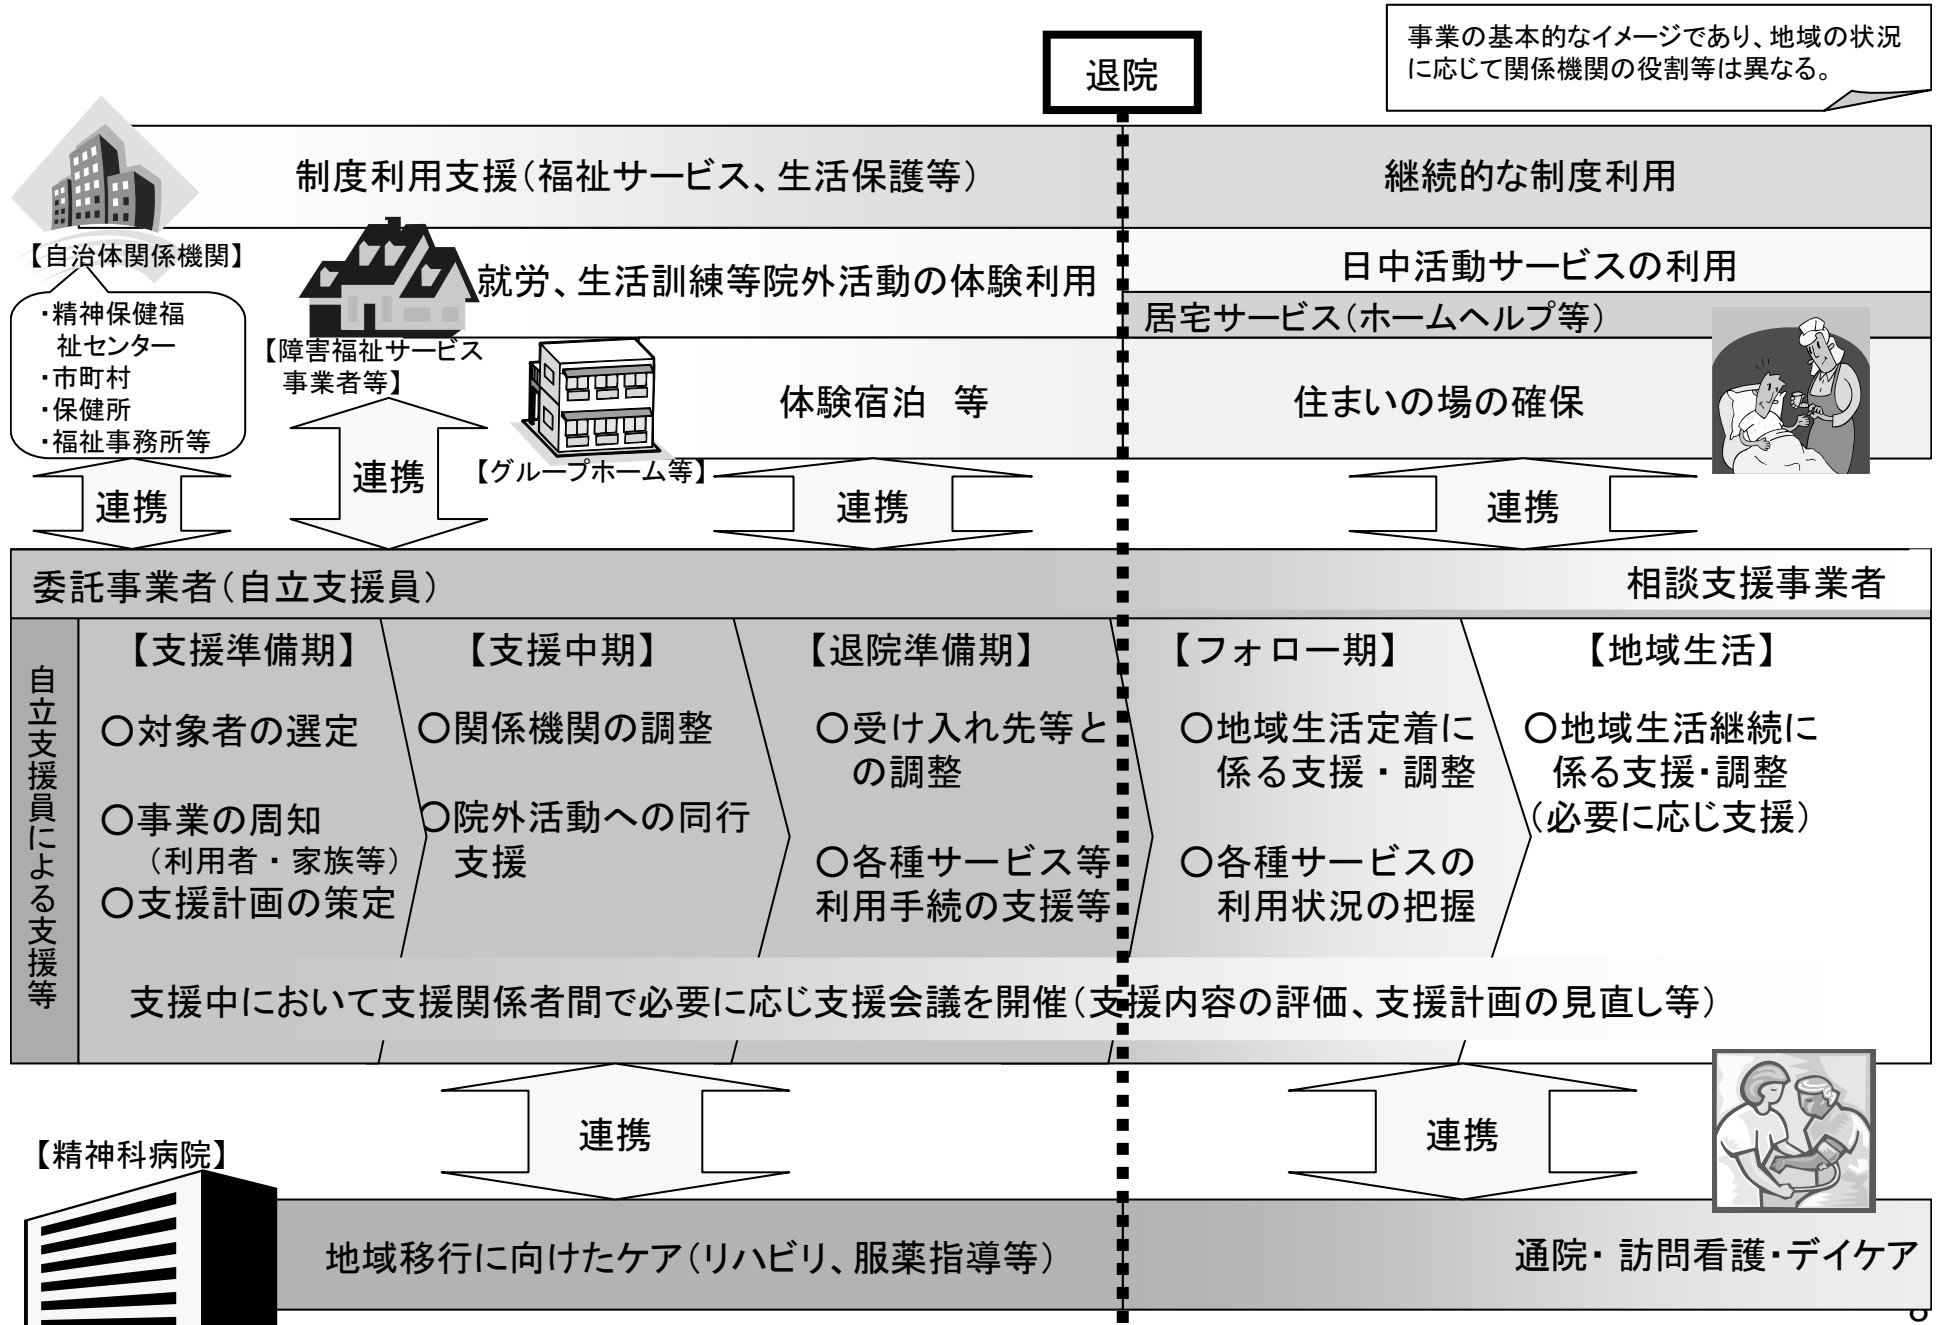 事業の基本的なイメージであり、地域の状況
に応じて関係機関の役割等は異なる。
退院
制度利用支援(福祉サービス、生活保護等)
継続的な制度利用
【自治体関係機関】
・精神保健福
祉センター
・市町村
・保健所
・福祉事務所等
就労、生活訓練等院外活動の体験利用
日中活動サービスの利用
居宅サービス(ホームヘルプ等)
【障害福祉サービス
事業者等】
体験宿泊 等
住まいの場の確保
【グループホーム等】
連携
連携
連携
連携
委託事業者(自立支援員)
相談支援事業者
自立支援員による支援等
【支援準備期】
○対象者の選定
○事業の周知
(利用者・家族等)
○支援計画の策定
【支援中期】
○関係機関の調整
○院外活動への同行
支援
【退院準備期】
○受け入れ先等と
の調整
○各種サービス等
利用手続の支援等
【フォロー期】
○地域生活定着に
係る支援・調整
○各種サービスの
利用状況の把握
【地域生活】
○地域生活継続に
係る支援・調整
(必要に応じ支援)
支援中において支援関係者間で必要に応じ支援会議を開催(支援内容の評価、支援計画の見直し等)
連携
連携
【精神科病院】
地域移行に向けたケア(リハビリ、服薬指導等)
通院・訪問看護・デイケア